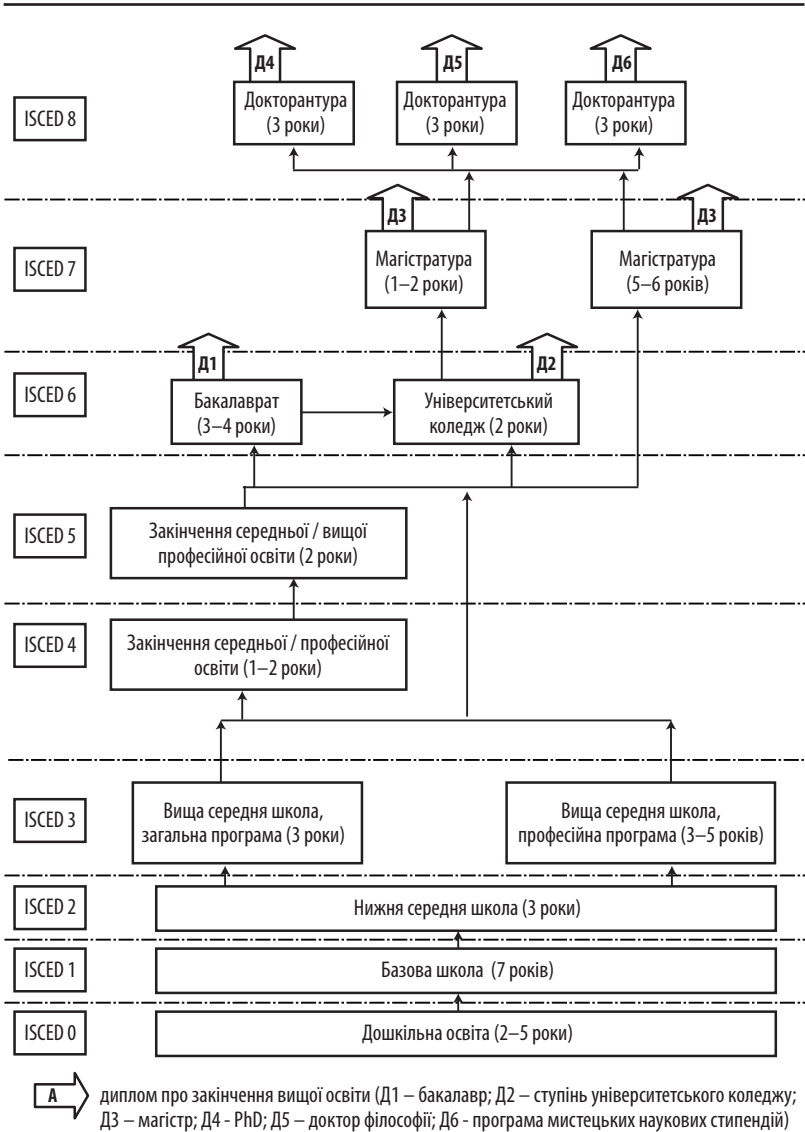 Д4
Д5
Д6
ISCED 8
Докторантура
(3 роки)
Докторантура
(3 роки)
Докторантура
(3 роки)
Д3
Д3
ISCED 7
Магістратура
(1–2 роки)
Магістратура
(5–6 років)
Д1
Д2
ISCED 6
Бакалаврат
(3–4 роки)
Університетський
коледж (2 роки)
ISCED 5
Закінчення середньої / вищої
професійної освіти (2 роки)
ISCED 4
Закінчення середньої / професійної
освіти (1–2 роки)
ISCED 3
Вища середня школа,
загальна програма (3 роки)
Вища середня школа,
професійна програма (3–5 років)
ISCED 2
Нижня середня школа (3 роки)
ISCED 1
Базова школа (7 років)
ISCED 0
Дошкільна освіта (2–5 роки)
А
диплом про закінчення вищої освіти (Д1 – бакалавр; Д2 – ступінь університетського коледжу;
Д3 – магістр; Д4 - PhD; Д5 – доктор філософії; Д6 - програма мистецьких наукових стипендій)